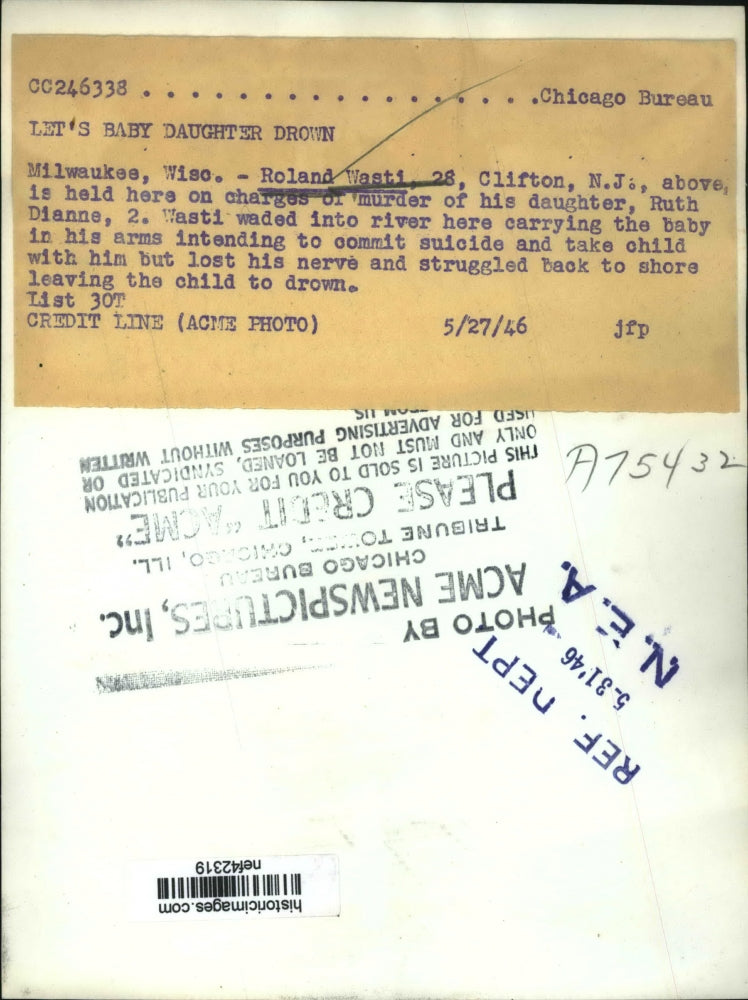 CC246338 . . . . . . . . . . . . . . . . . . .Chicago Bureau
LET'S BABY DAUGHTER DROWN
Milwaukee, Wisc. - Roland Wasti, 28, Clifton, N.J., above,
is held here on charges of murder of his daughter, Ruth
Dianne, 2. Wasti waded into river here carrying the baby
in his arms intending to commit suicide and take child
with him but lost his nerve and struggled back to shore
leaving the child to drown.
List 30T
CREDIT LINE (ACME PHOTO) 5/27/46 jfp
A75432
PHOTO BY
ACME NEWSPICTURES, Inc.
CHICAGO BUREAU
TRIBUNE TOWER, CHICAGO, ILL.
PLEASE CREDIT "ACME"
THIS PICTURE IS SOLD TO YOU FOR YOUR PUBLICATION
ONLY AND MUST NOT BE LOANED, SYNDICATED OR
USED FOR ADVERTISING PURPOSES WITHOUT WRITTEN
FROM US
REF. DEPT
5.31'46
N. E. A.
historicimages.com
nef42319